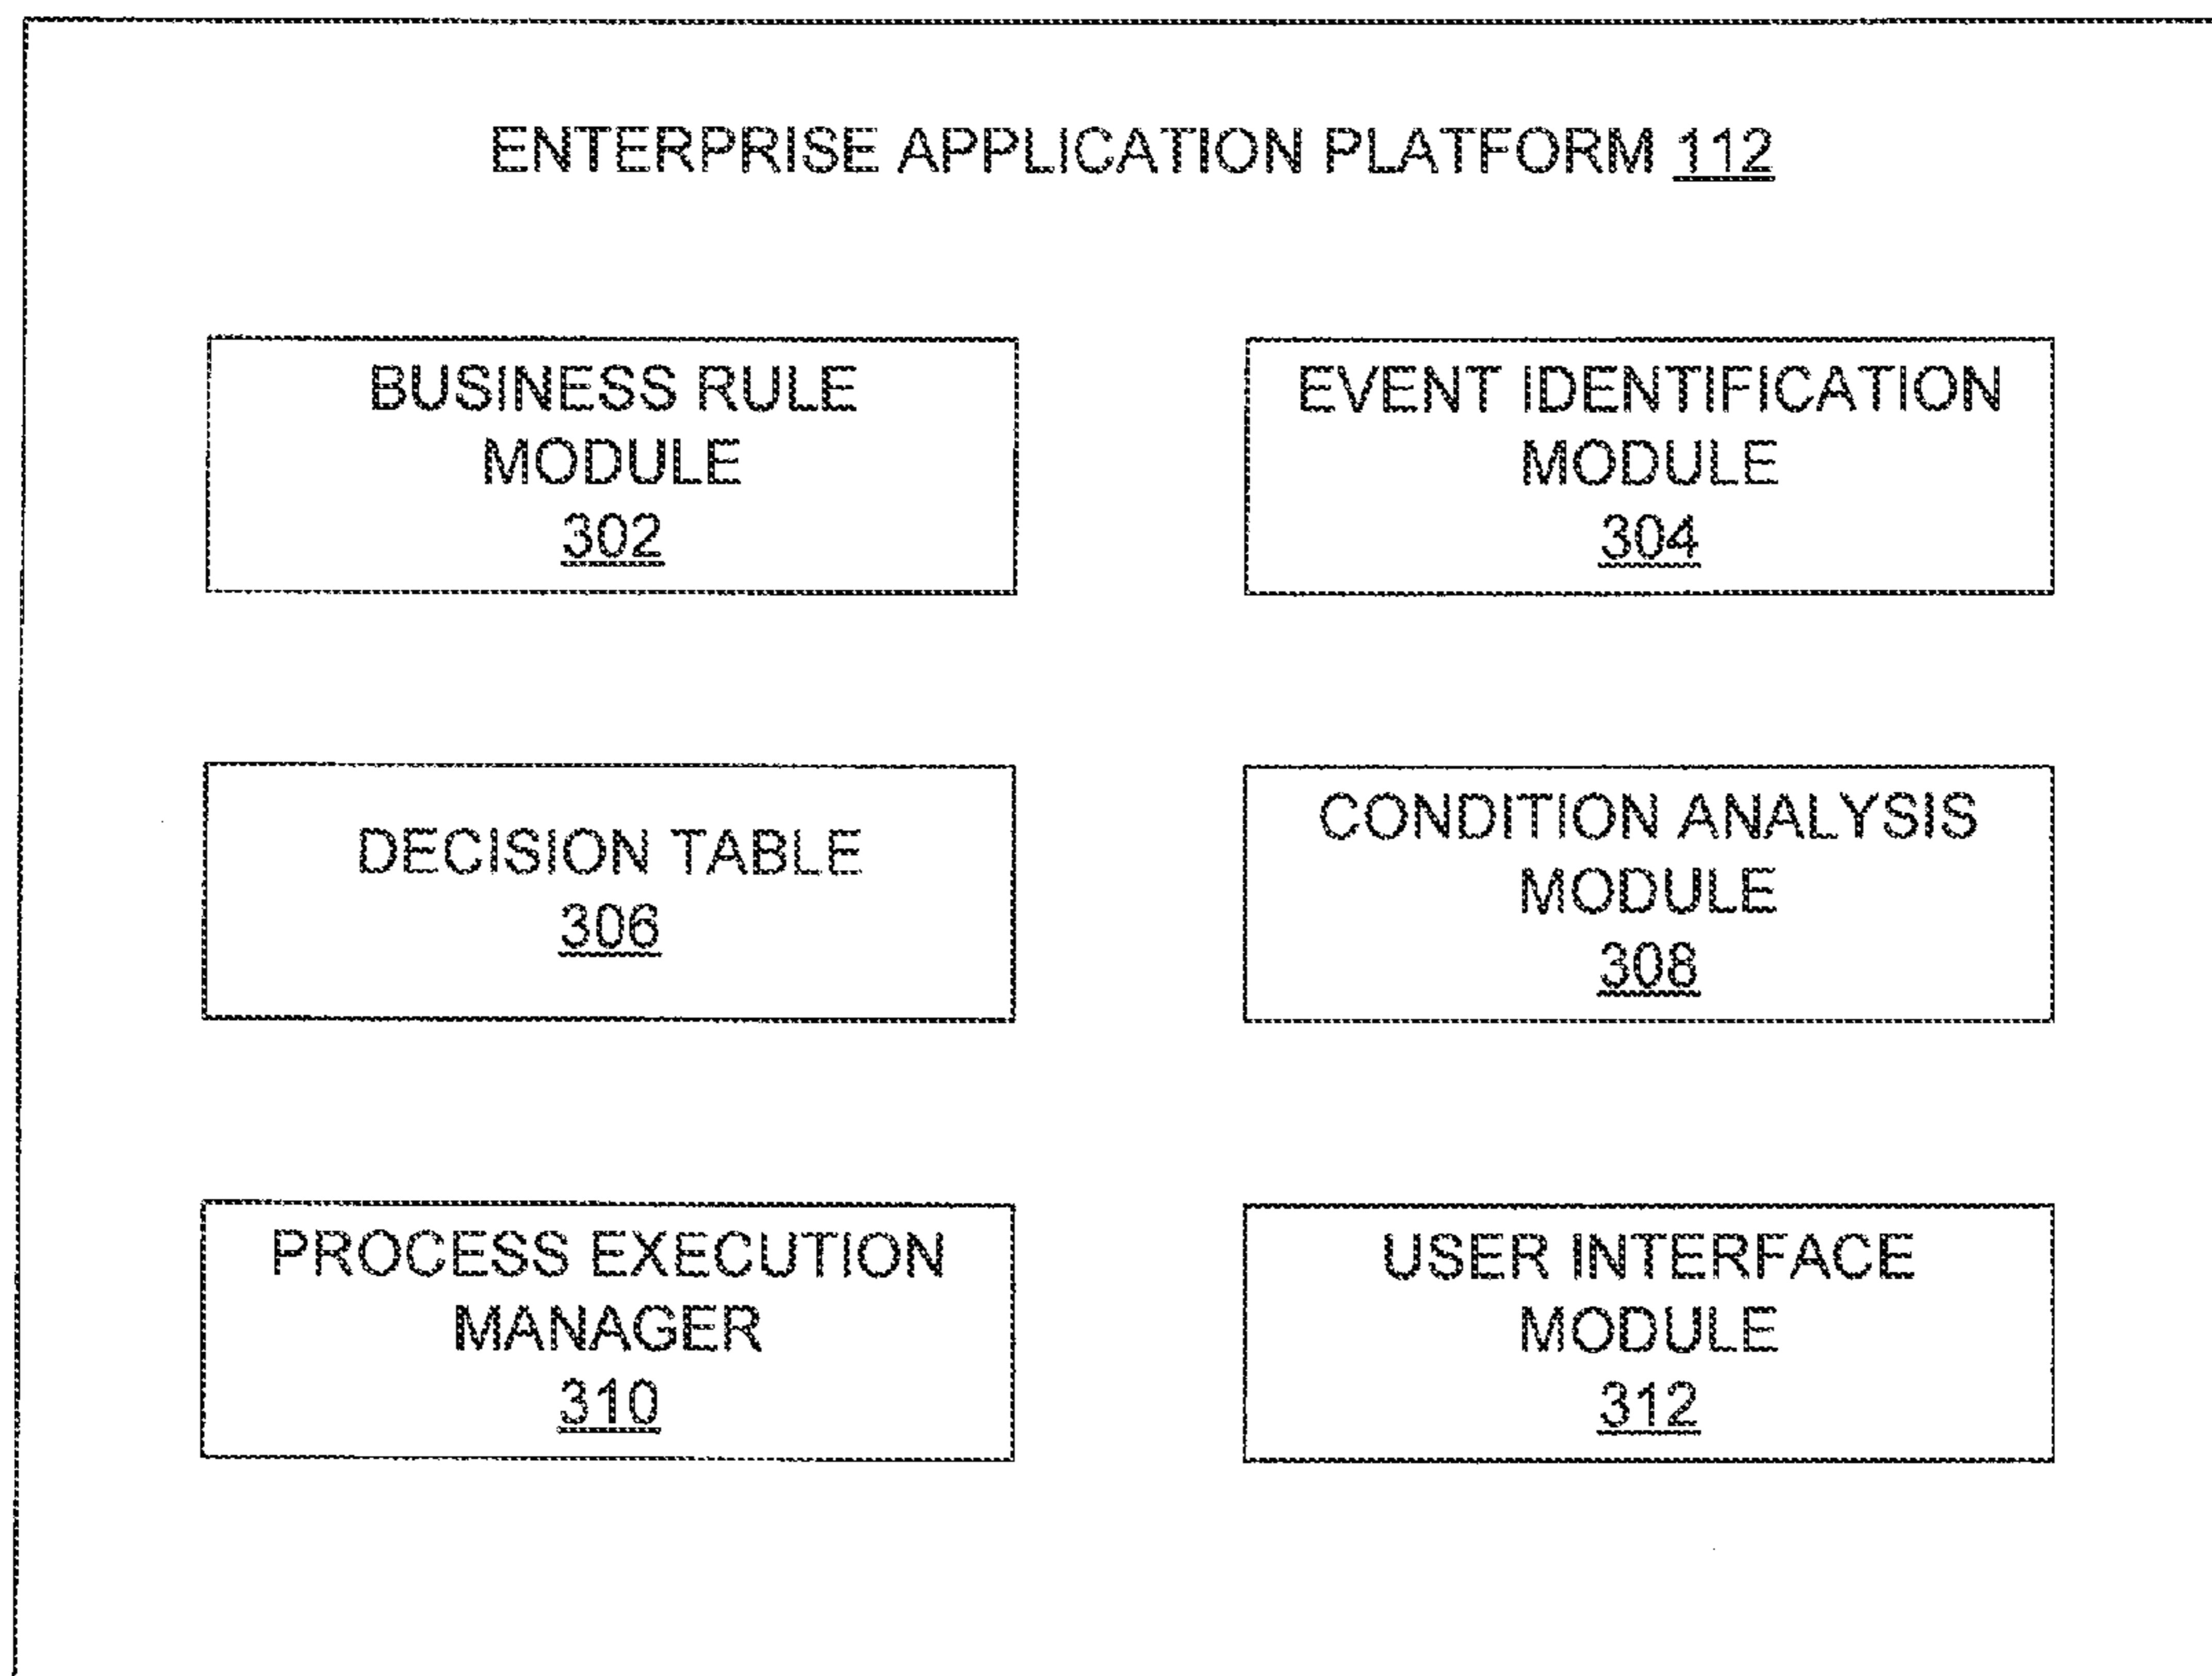 ENTERPRISE APPLICATION PLATFORM 112
BUSINESS RULE
MODULE
302
EVENT IDENTIFICATION
MODULE
304
DECISION TABLE
306
CONDITION ANALYSIS
MODULE
308
PROCESS EXECUTION
MANAGER
310
USER INTERFACE
MODULE
312